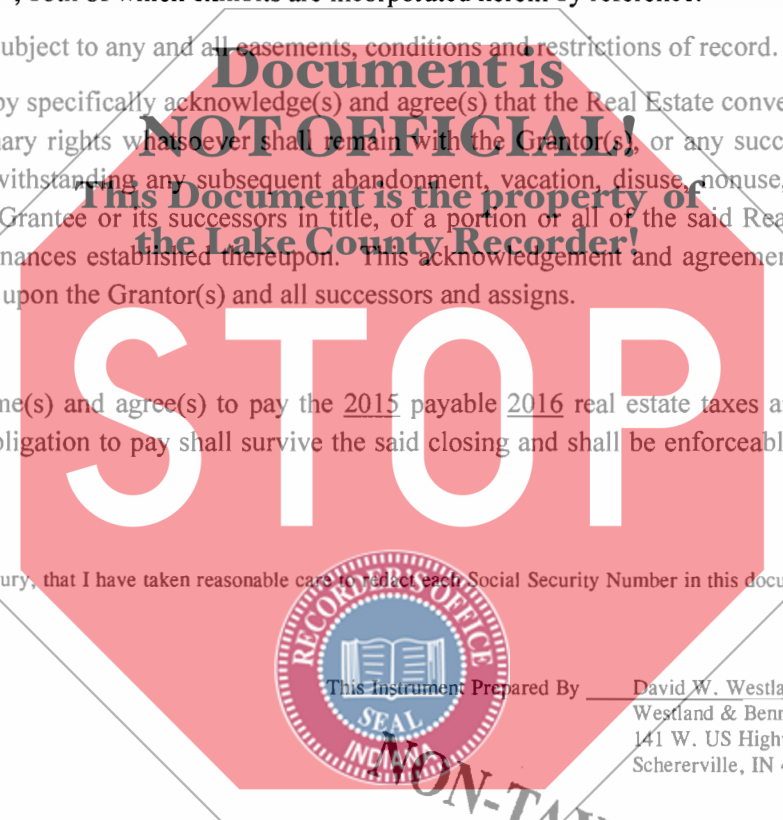 , both of which Exhibits are incorporated herein by reference.
ubject to any and all easements, conditions and restrictions of record.
Document is
by specifically acknowledge(s) and agree(s) that the Real Estate conve
NOT OFFICIAL!
ary rights whatsoever shall remain with the Grantor(s), or any succ
withstanding any subsequent abandonment, vacation, disuse, nonuse,
This Document is the property of
Grantee or its successors in title, of a portion or all of the said Rea
the Lake County Recorder!
nances established thereupon. This acknowledgement and agreemen
upon the Grantor(s) and all successors and assigns.
STOP
me(s) and agree(s) to pay the 2015 payable 2016 real estate taxes a
bligation to pay shall survive the said closing and shall be enforceabl
ury, that I have taken reasonable care to redact each Social Security Number in this docu
RECORDER'S OFFICE
SEAL
INDIANA
This Instrument Prepared By David W. Westla
Westland & Benn
141 W. US High
Schererville, IN
NON-TA